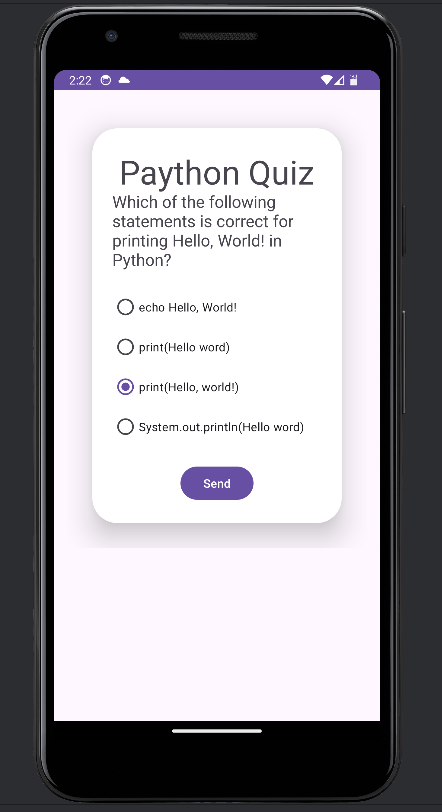 2:22
Paython Quiz
Which of the following
statements is correct for
printing Hello, World! in
Python?
echo Hello, World!
print(Hello word)
print(Hello, world!)
System.out.println(Hello word)
Send